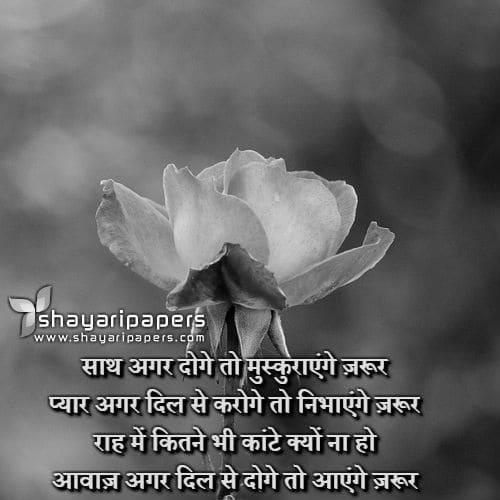 shayaripapers
www.shayaripapers.com
साथ अगर दोगे तो मुस्कुराएंगे ज़रूर
प्यार अगर दिल से करोगे तो निभाएंगे ज़रूर
राह में कितने भी कांटे क्यों ना हो
आवाज़ अगर दिल से दोगे तो आएंगे ज़रूर